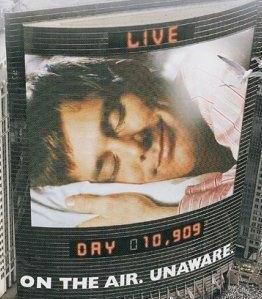 LIVE
DAY 10,909
ON THE AIR. UNAWARE.